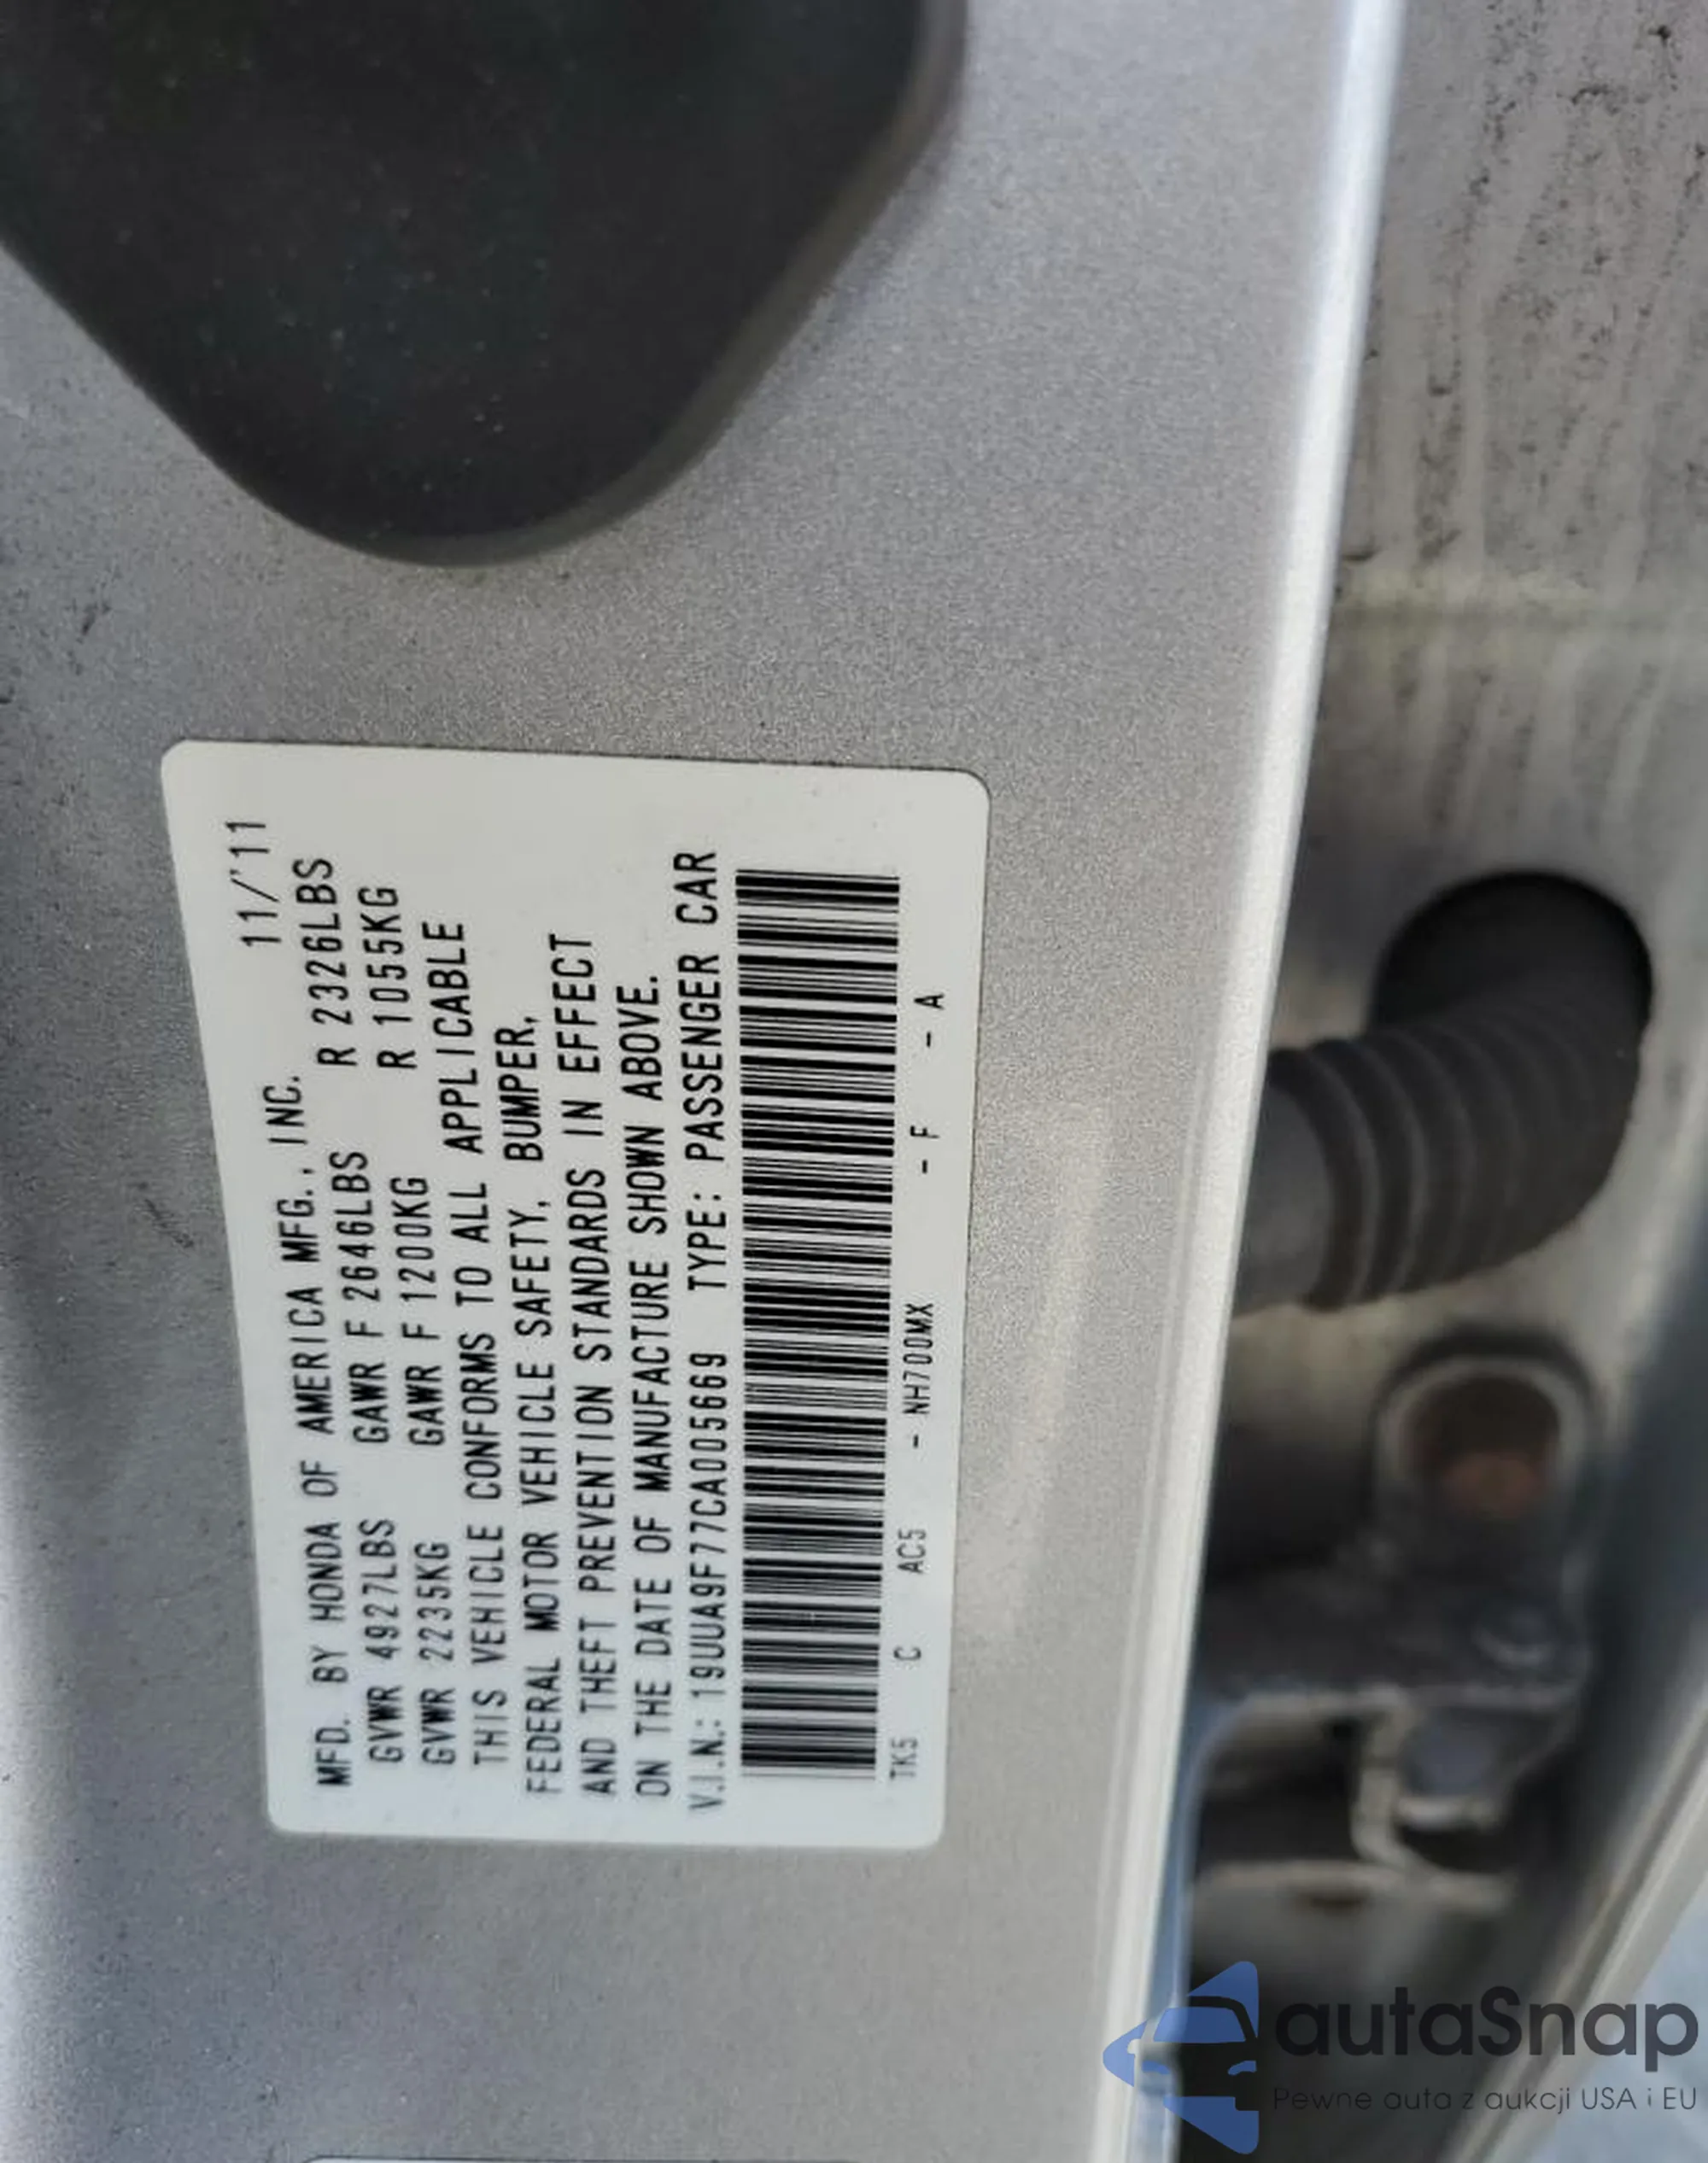 MFD. BY HONDA OF AMERICA MFG., INC. 11/'11
GVWR 4927LBS GAWR F 2646LBS R 2326LBS
GVWR 2235KG GAWR F 1200KG R 1055KG
THIS VEHICLE CONFORMS TO ALL APPLICABLE
FEDERAL MOTOR VEHICLE SAFETY, BUMPER,
AND THEFT PREVENTION STANDARDS IN EFFECT
ON THE DATE OF MANUFACTURE SHOWN ABOVE.
V.I.N.: 19UUA9F77CA005669 TYPE: PASSENGER CAR
TK5 C AC5 - NH700MX - F - A
autaSnap
Pewne auta z aukcji USA i EU